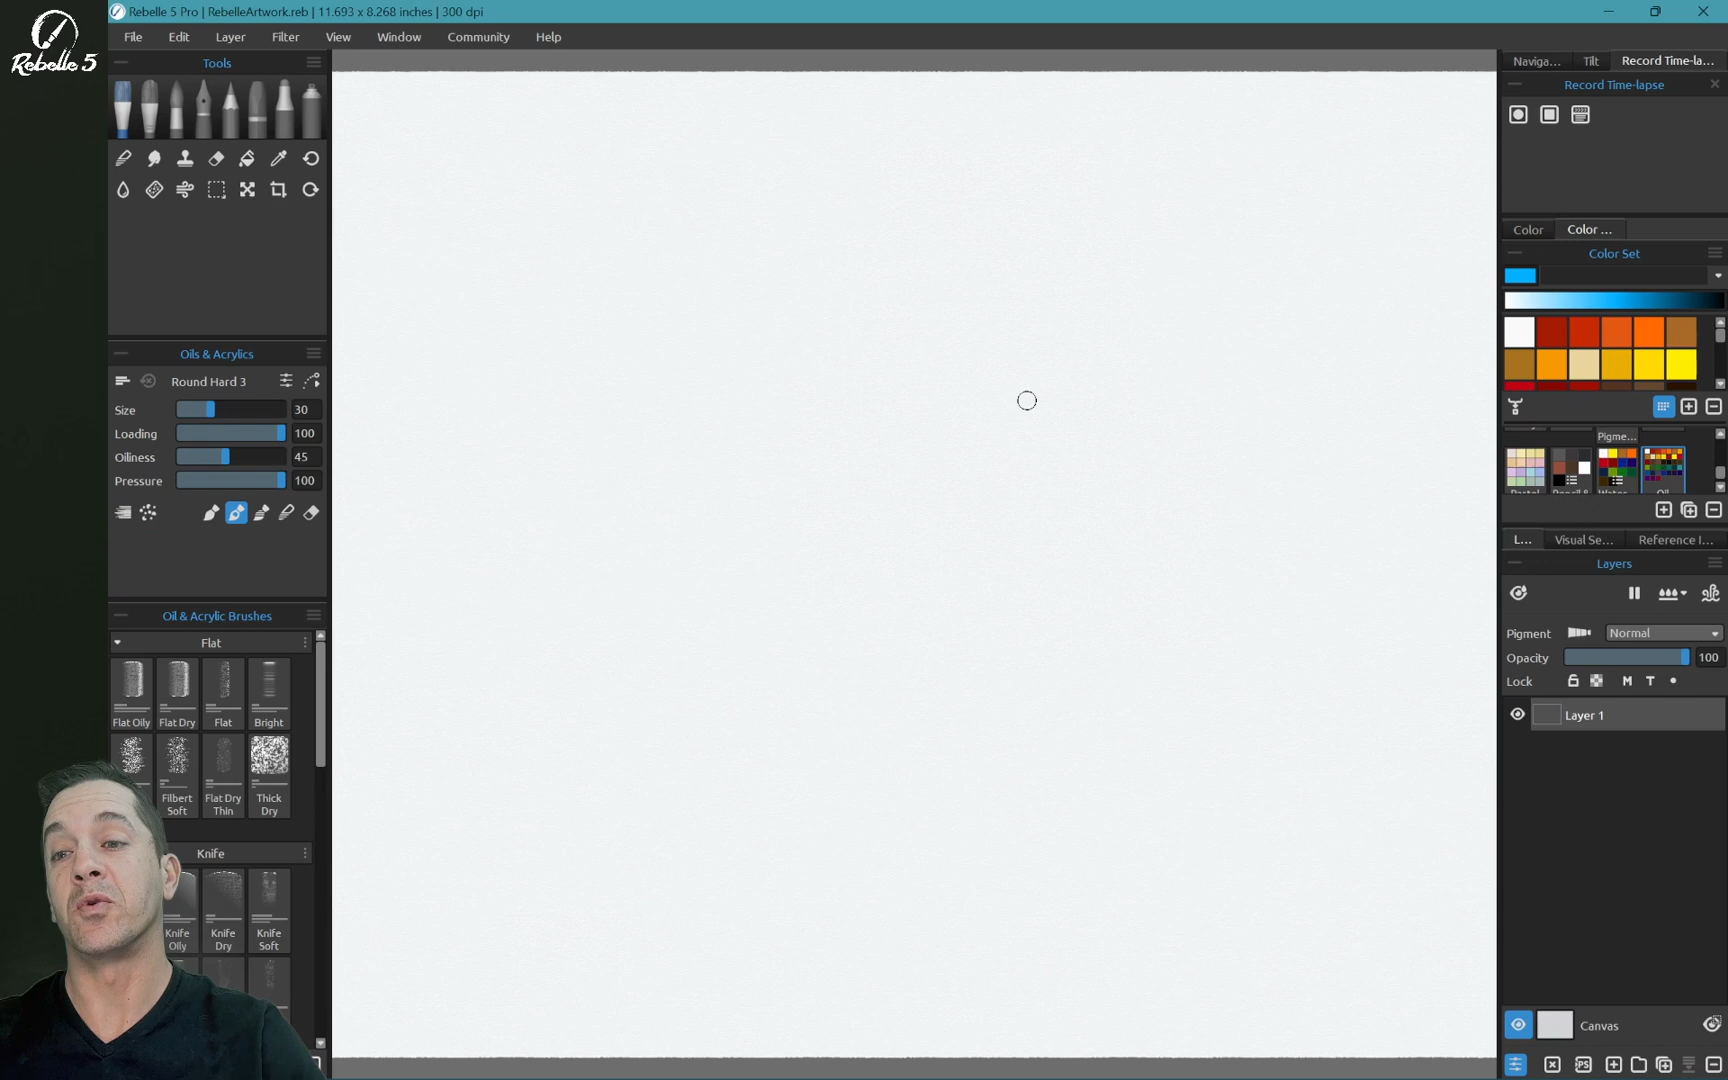 Rebelle 5
Rebelle 5 Pro | RebelleArtwork.reb | 11.693 x 8.268 inches | 300 dpi
File Edit Layer Filter View Window Community Help
Tools
Oils & Acrylics
Round Hard 3
Size 30
Loading 100
Oiliness 45
Pressure 100
Oil & Acrylic Brushes
Flat
Flat Oily Flat Dry Flat Bright
Filbert Soft Flat Dry Thin Thick Dry
Knife
Knife Oily Knife Dry Knife Soft
Naviga... Tilt Record Time-la...
Record Time-lapse
Color Color ...
Color Set
Pigme...
Pastel
Oil
L... Visual Se... Reference I...
Layers
Pigment Normal
Opacity 100
Lock M T
Layer 1
Canvas
PS